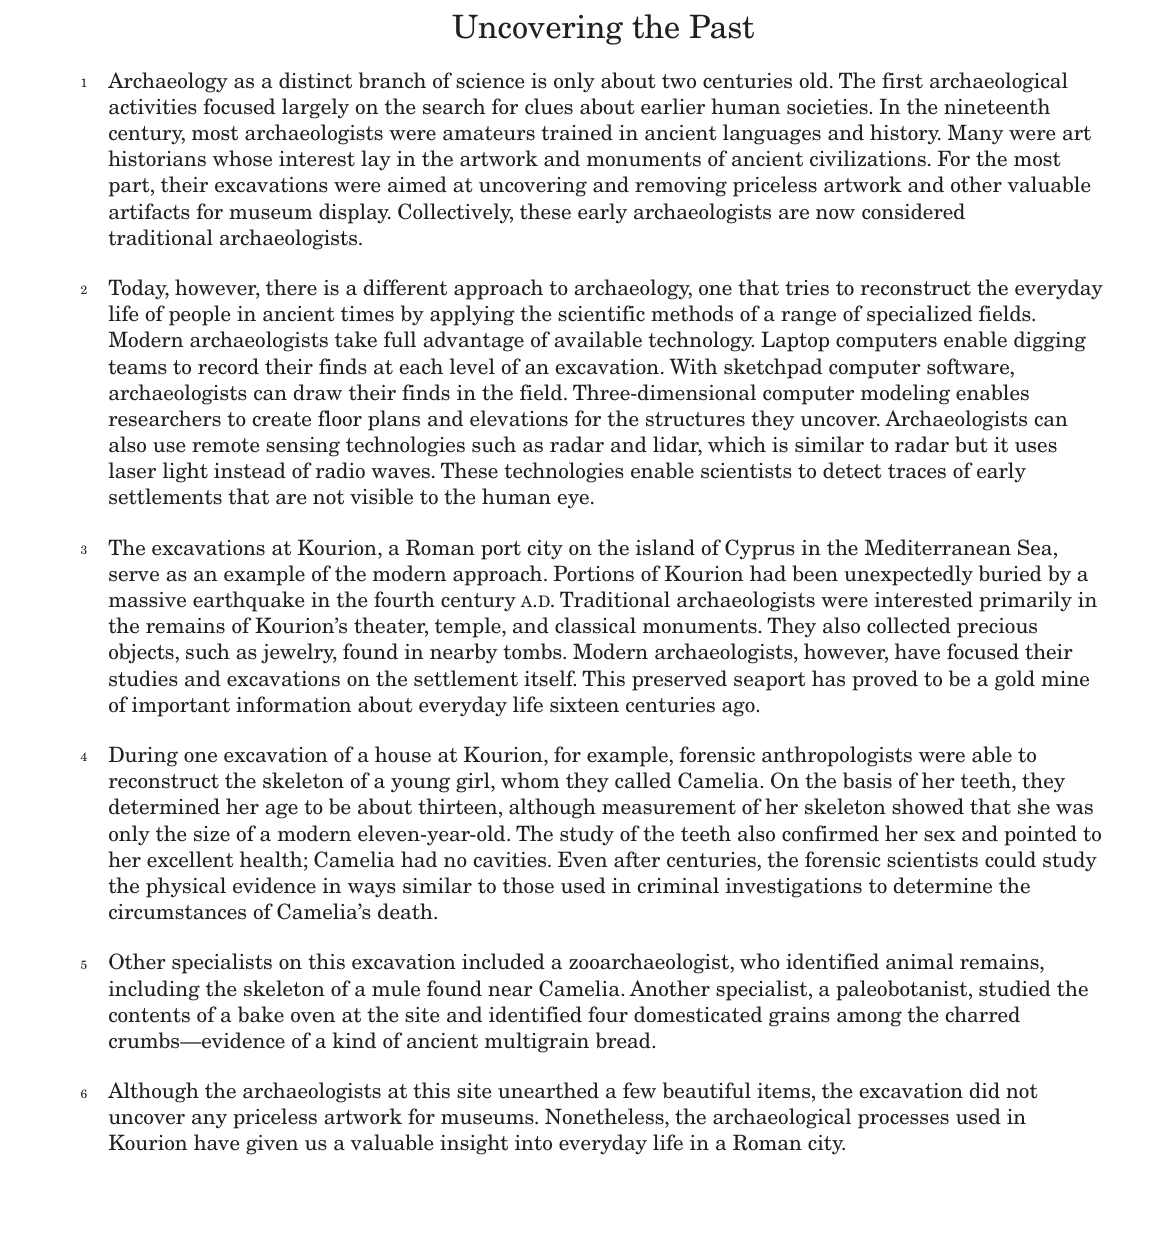 Uncovering the Past
1 Archaeology as a distinct branch of science is only about two centuries old. The first archaeological
activities focused largely on the search for clues about earlier human societies. In the nineteenth
century, most archaeologists were amateurs trained in ancient languages and history. Many were art
historians whose interest lay in the artwork and monuments of ancient civilizations. For the most
part, their excavations were aimed at uncovering and removing priceless artwork and other valuable
artifacts for museum display. Collectively, these early archaeologists are now considered
traditional archaeologists.
2 Today, however, there is a different approach to archaeology, one that tries to reconstruct the everyday
life of people in ancient times by applying the scientific methods of a range of specialized fields.
Modern archaeologists take full advantage of available technology. Laptop computers enable digging
teams to record their finds at each level of an excavation. With sketchpad computer software,
archaeologists can draw their finds in the field. Three-dimensional computer modeling enables
researchers to create floor plans and elevations for the structures they uncover. Archaeologists can
also use remote sensing technologies such as radar and lidar, which is similar to radar but it uses
laser light instead of radio waves. These technologies enable scientists to detect traces of early
settlements that are not visible to the human eye.
3 The excavations at Kourion, a Roman port city on the island of Cyprus in the Mediterranean Sea,
serve as an example of the modern approach. Portions of Kourion had been unexpectedly buried by a
massive earthquake in the fourth century A.D. Traditional archaeologists were interested primarily in
the remains of Kourion’s theater, temple, and classical monuments. They also collected precious
objects, such as jewelry, found in nearby tombs. Modern archaeologists, however, have focused their
studies and excavations on the settlement itself. This preserved seaport has proved to be a gold mine
of important information about everyday life sixteen centuries ago.
4 During one excavation of a house at Kourion, for example, forensic anthropologists were able to
reconstruct the skeleton of a young girl, whom they called Camelia. On the basis of her teeth, they
determined her age to be about thirteen, although measurement of her skeleton showed that she was
only the size of a modern eleven-year-old. The study of the teeth also confirmed her sex and pointed to
her excellent health; Camelia had no cavities. Even after centuries, the forensic scientists could study
the physical evidence in ways similar to those used in criminal investigations to determine the
circumstances of Camelia’s death.
5 Other specialists on this excavation included a zooarchaeologist, who identified animal remains,
including the skeleton of a mule found near Camelia. Another specialist, a paleobotanist, studied the
contents of a bake oven at the site and identified four domesticated grains among the charred
crumbs—evidence of a kind of ancient multigrain bread.
6 Although the archaeologists at this site unearthed a few beautiful items, the excavation did not
uncover any priceless artwork for museums. Nonetheless, the archaeological processes used in
Kourion have given us a valuable insight into everyday life in a Roman city.